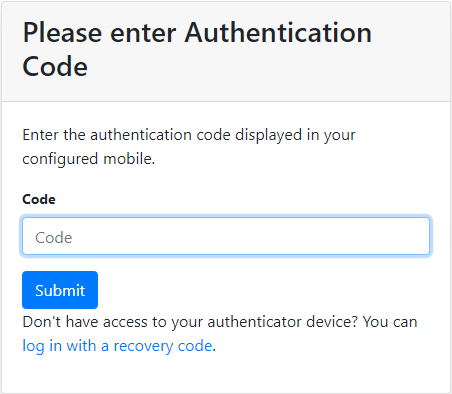 Please enter Authentication
Code
Enter the authentication code displayed in your
configured mobile.
Code
Code
Submit
Don't have access to your authenticator device? You can
log in with a recovery code.